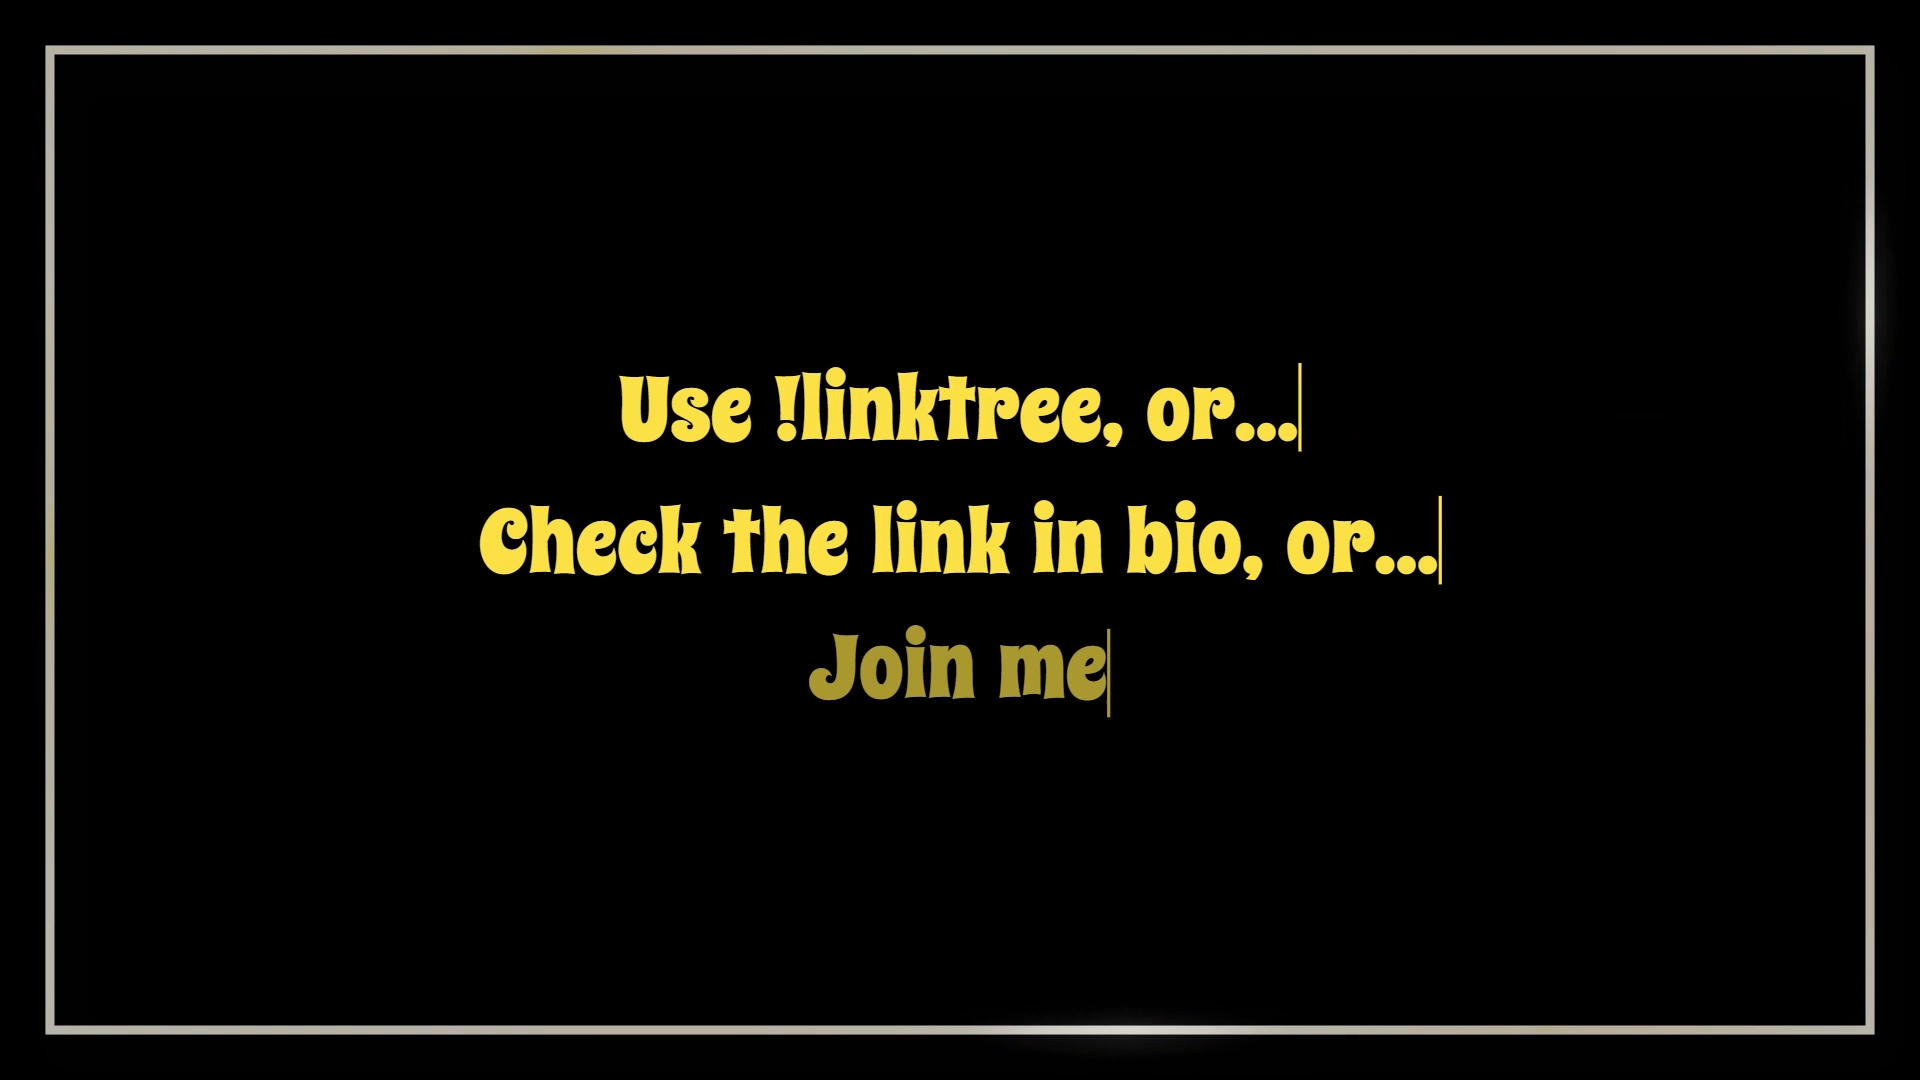 Use !linktree, or...
Check the link in bio, or...
Join me